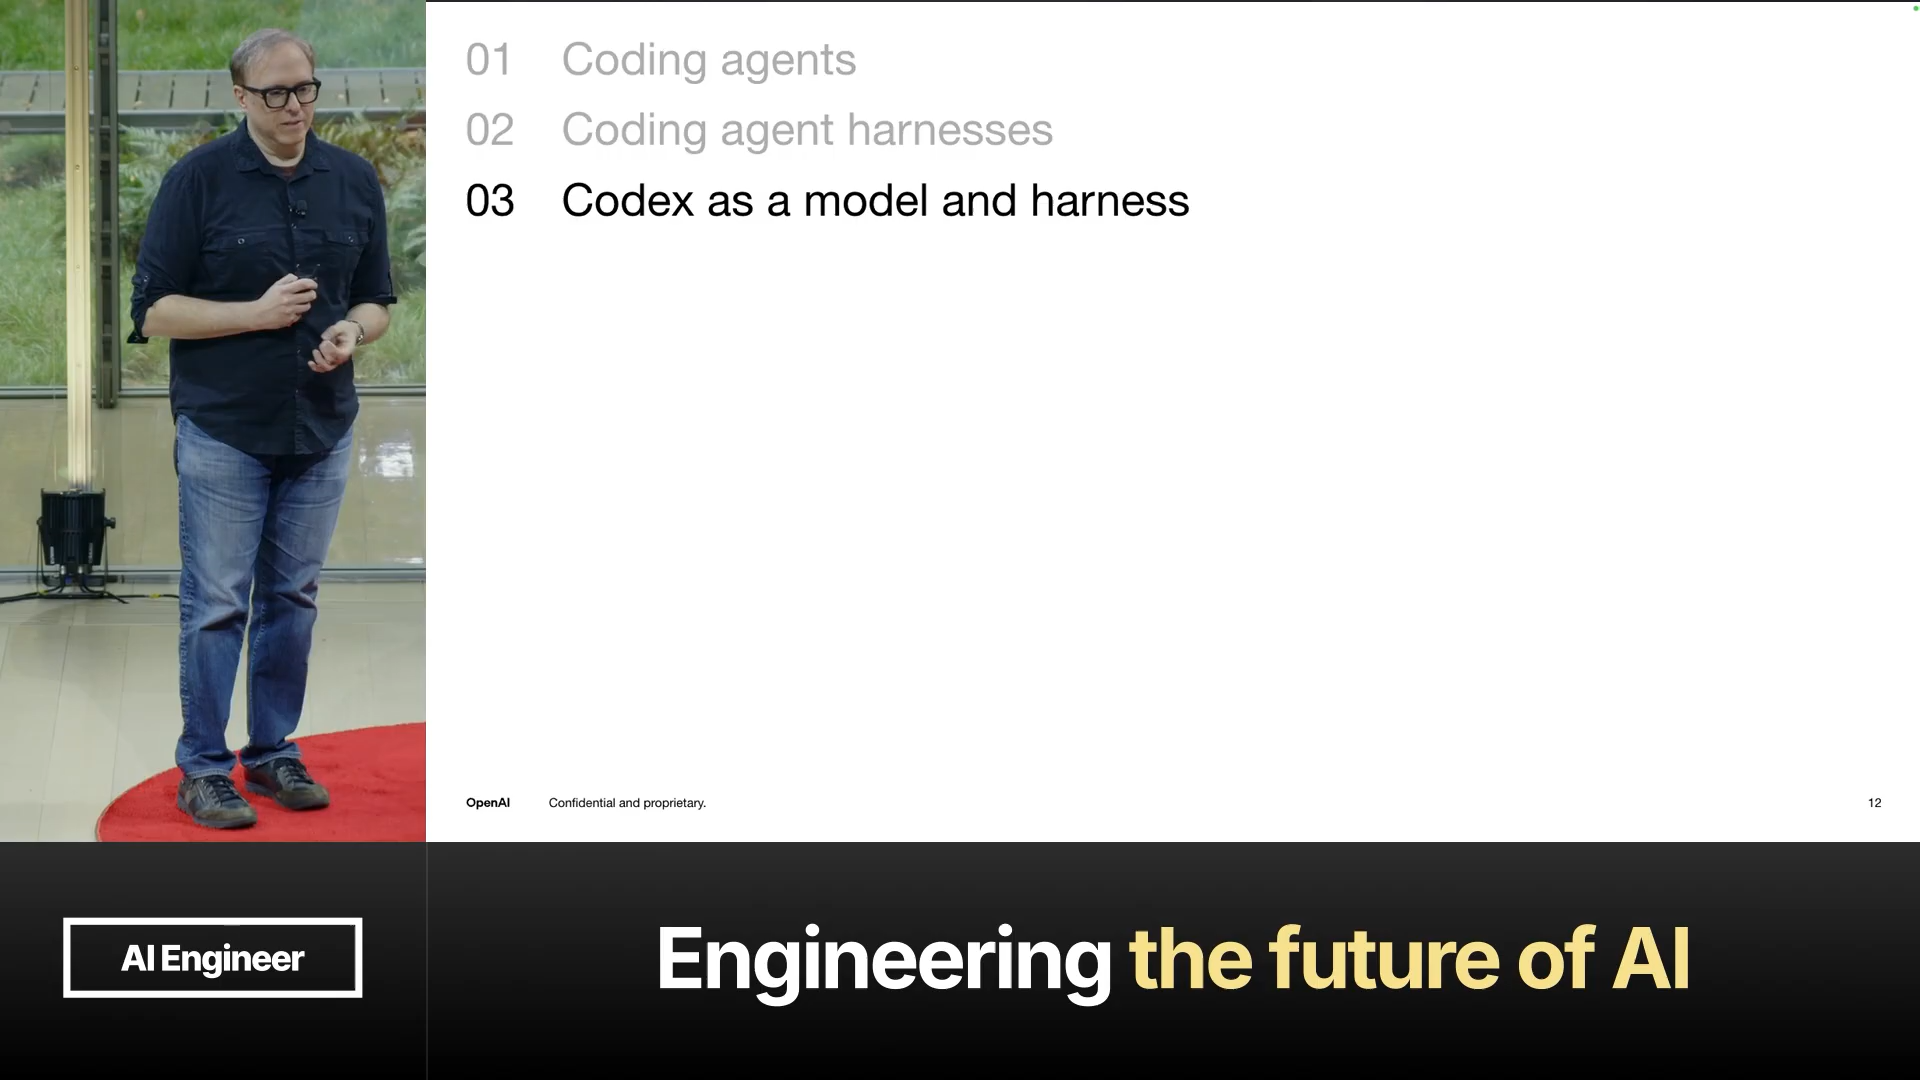 01 Coding agents
02 Coding agent harnesses
03 Codex as a model and harness
OpenAI Confidential and proprietary. 12
AI Engineer
Engineering the future of AI